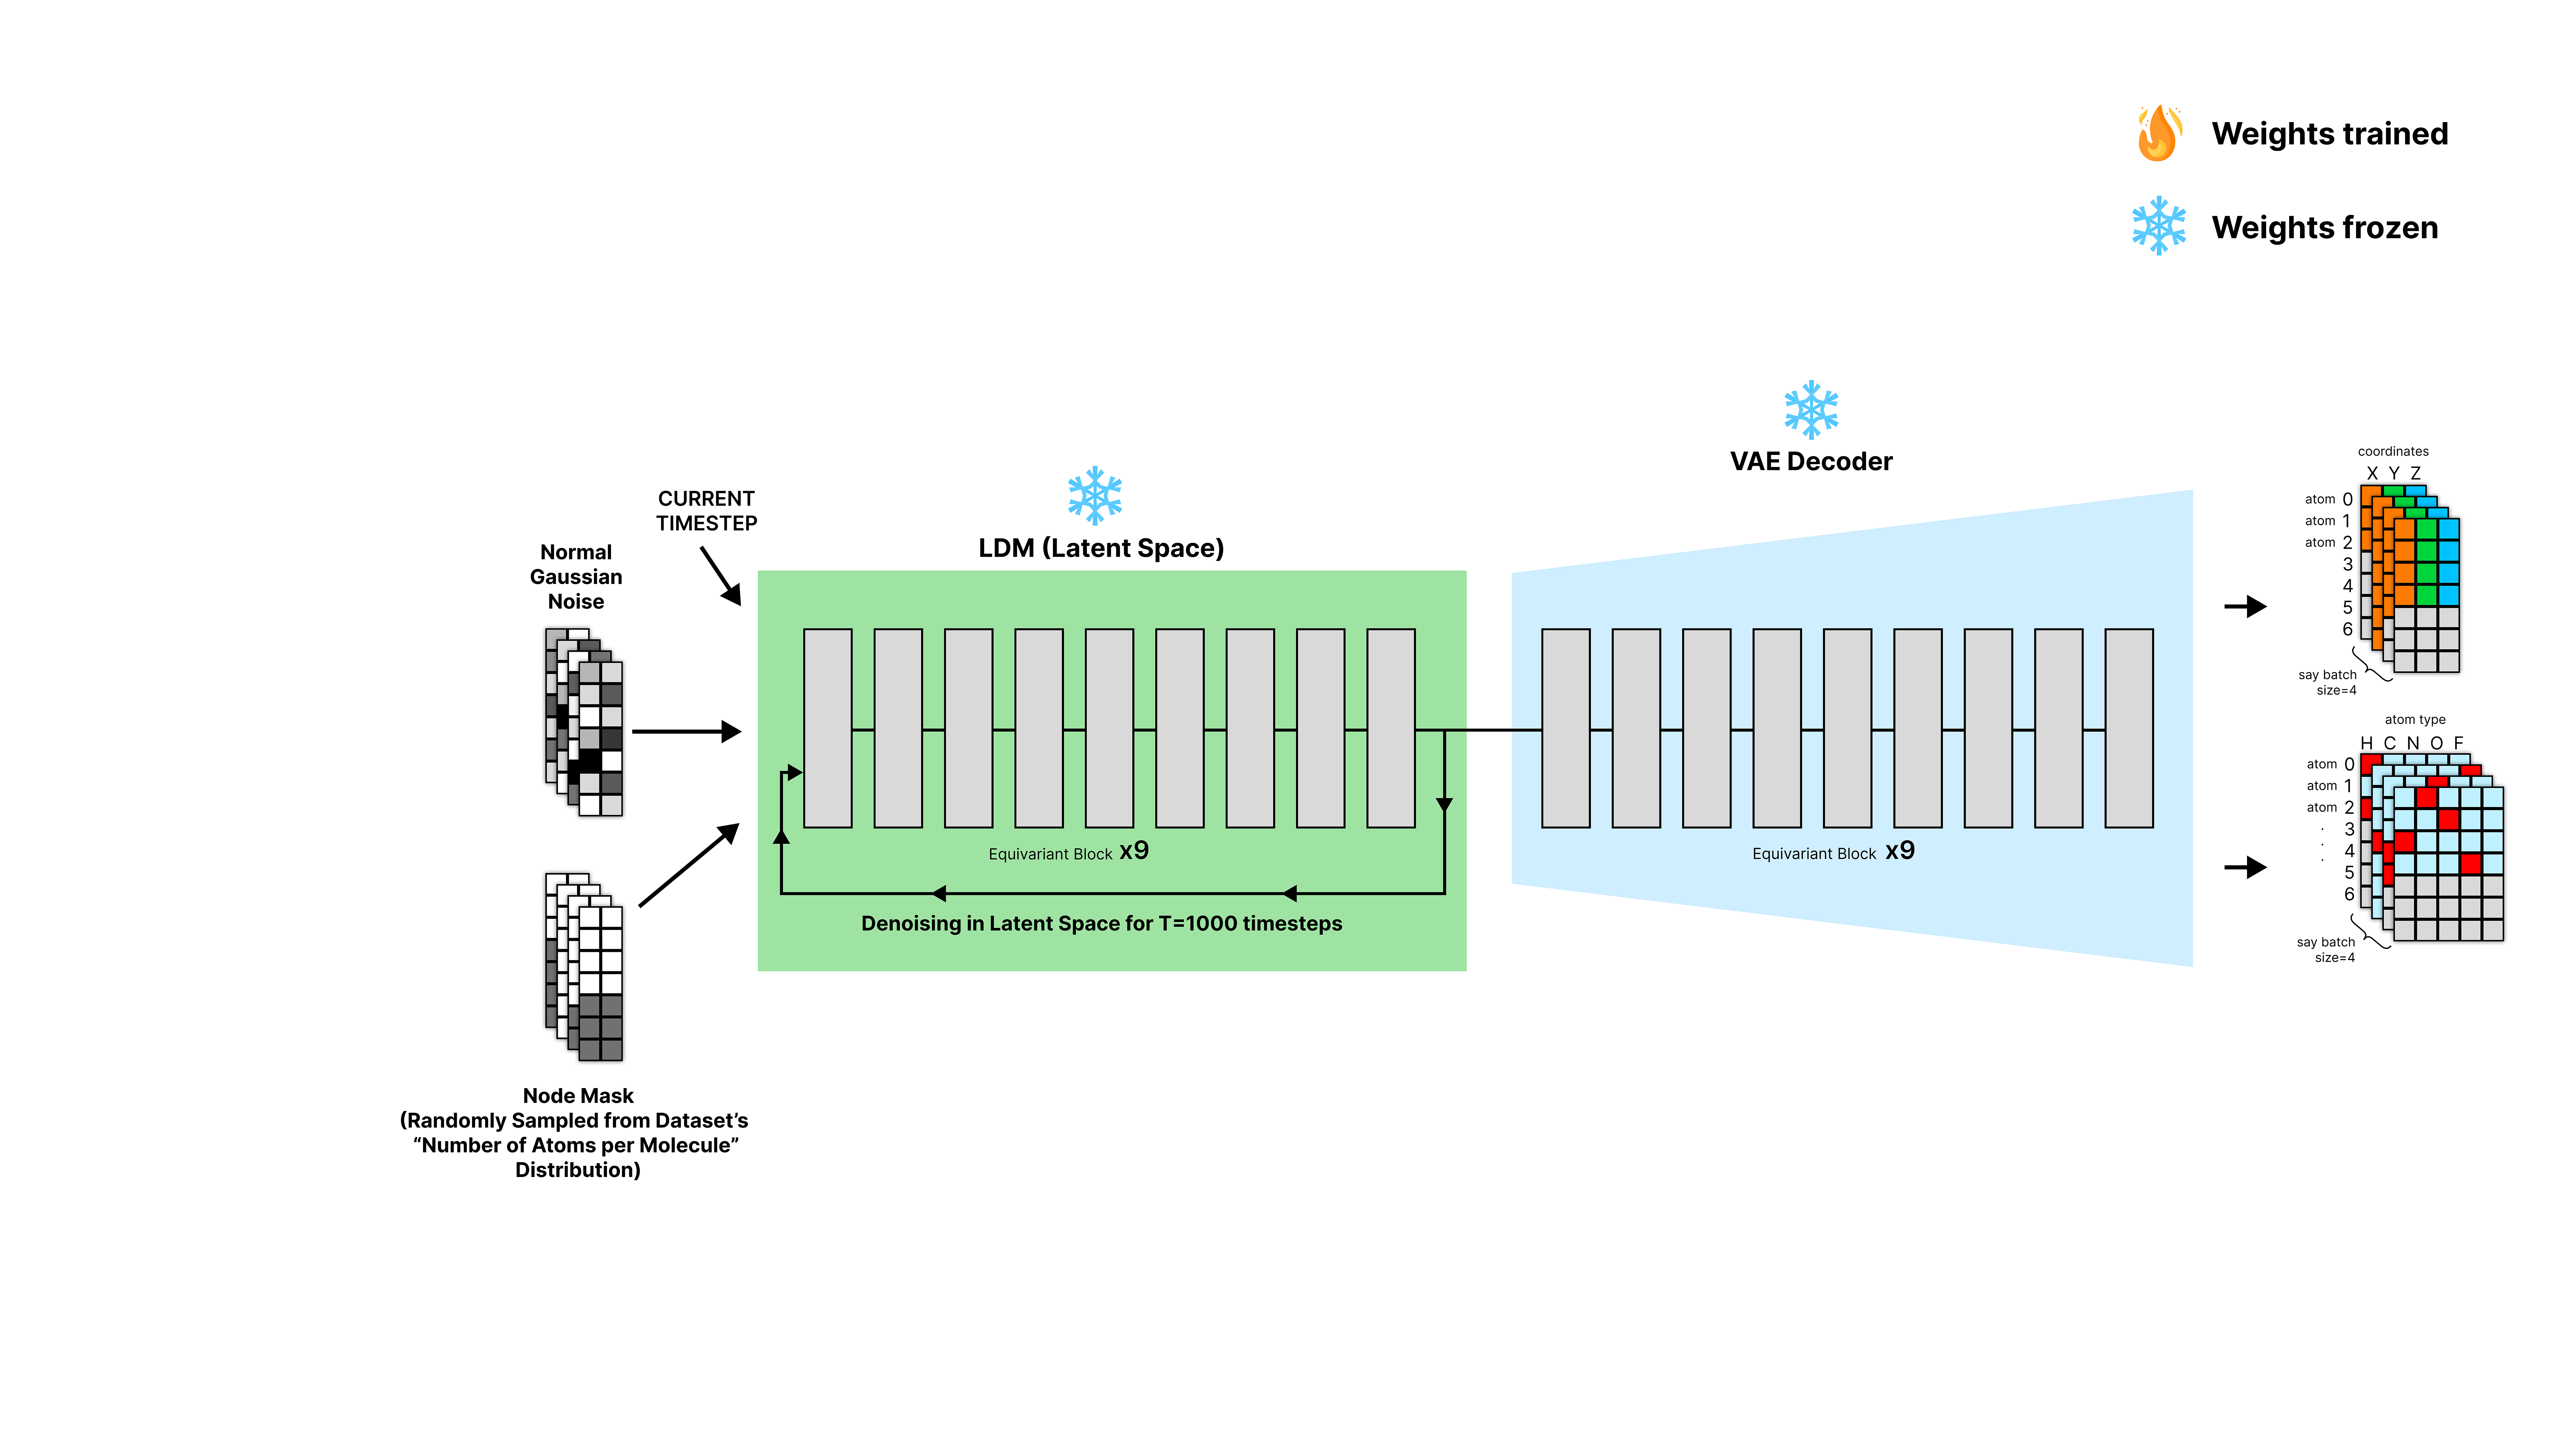 Weights trained
Weights frozen
VAE Decoder
LDM (Latent Space)
CURRENT
TIMESTEP
Normal
Gaussian
Noise
Equivariant Block x9
Denoising in Latent Space for T=1000 timesteps
Equivariant Block x9
Node Mask
(Randomly Sampled from Dataset’s
“Number of Atoms per Molecule”
Distribution)
coordinates
X Y Z
atom 0
atom 1
atom 2
3
4
5
6
say batch
size=4
atom type
H C N O F
atom 0
atom 1
atom 2
. 3
. 4
. 5
6
say batch
size=4